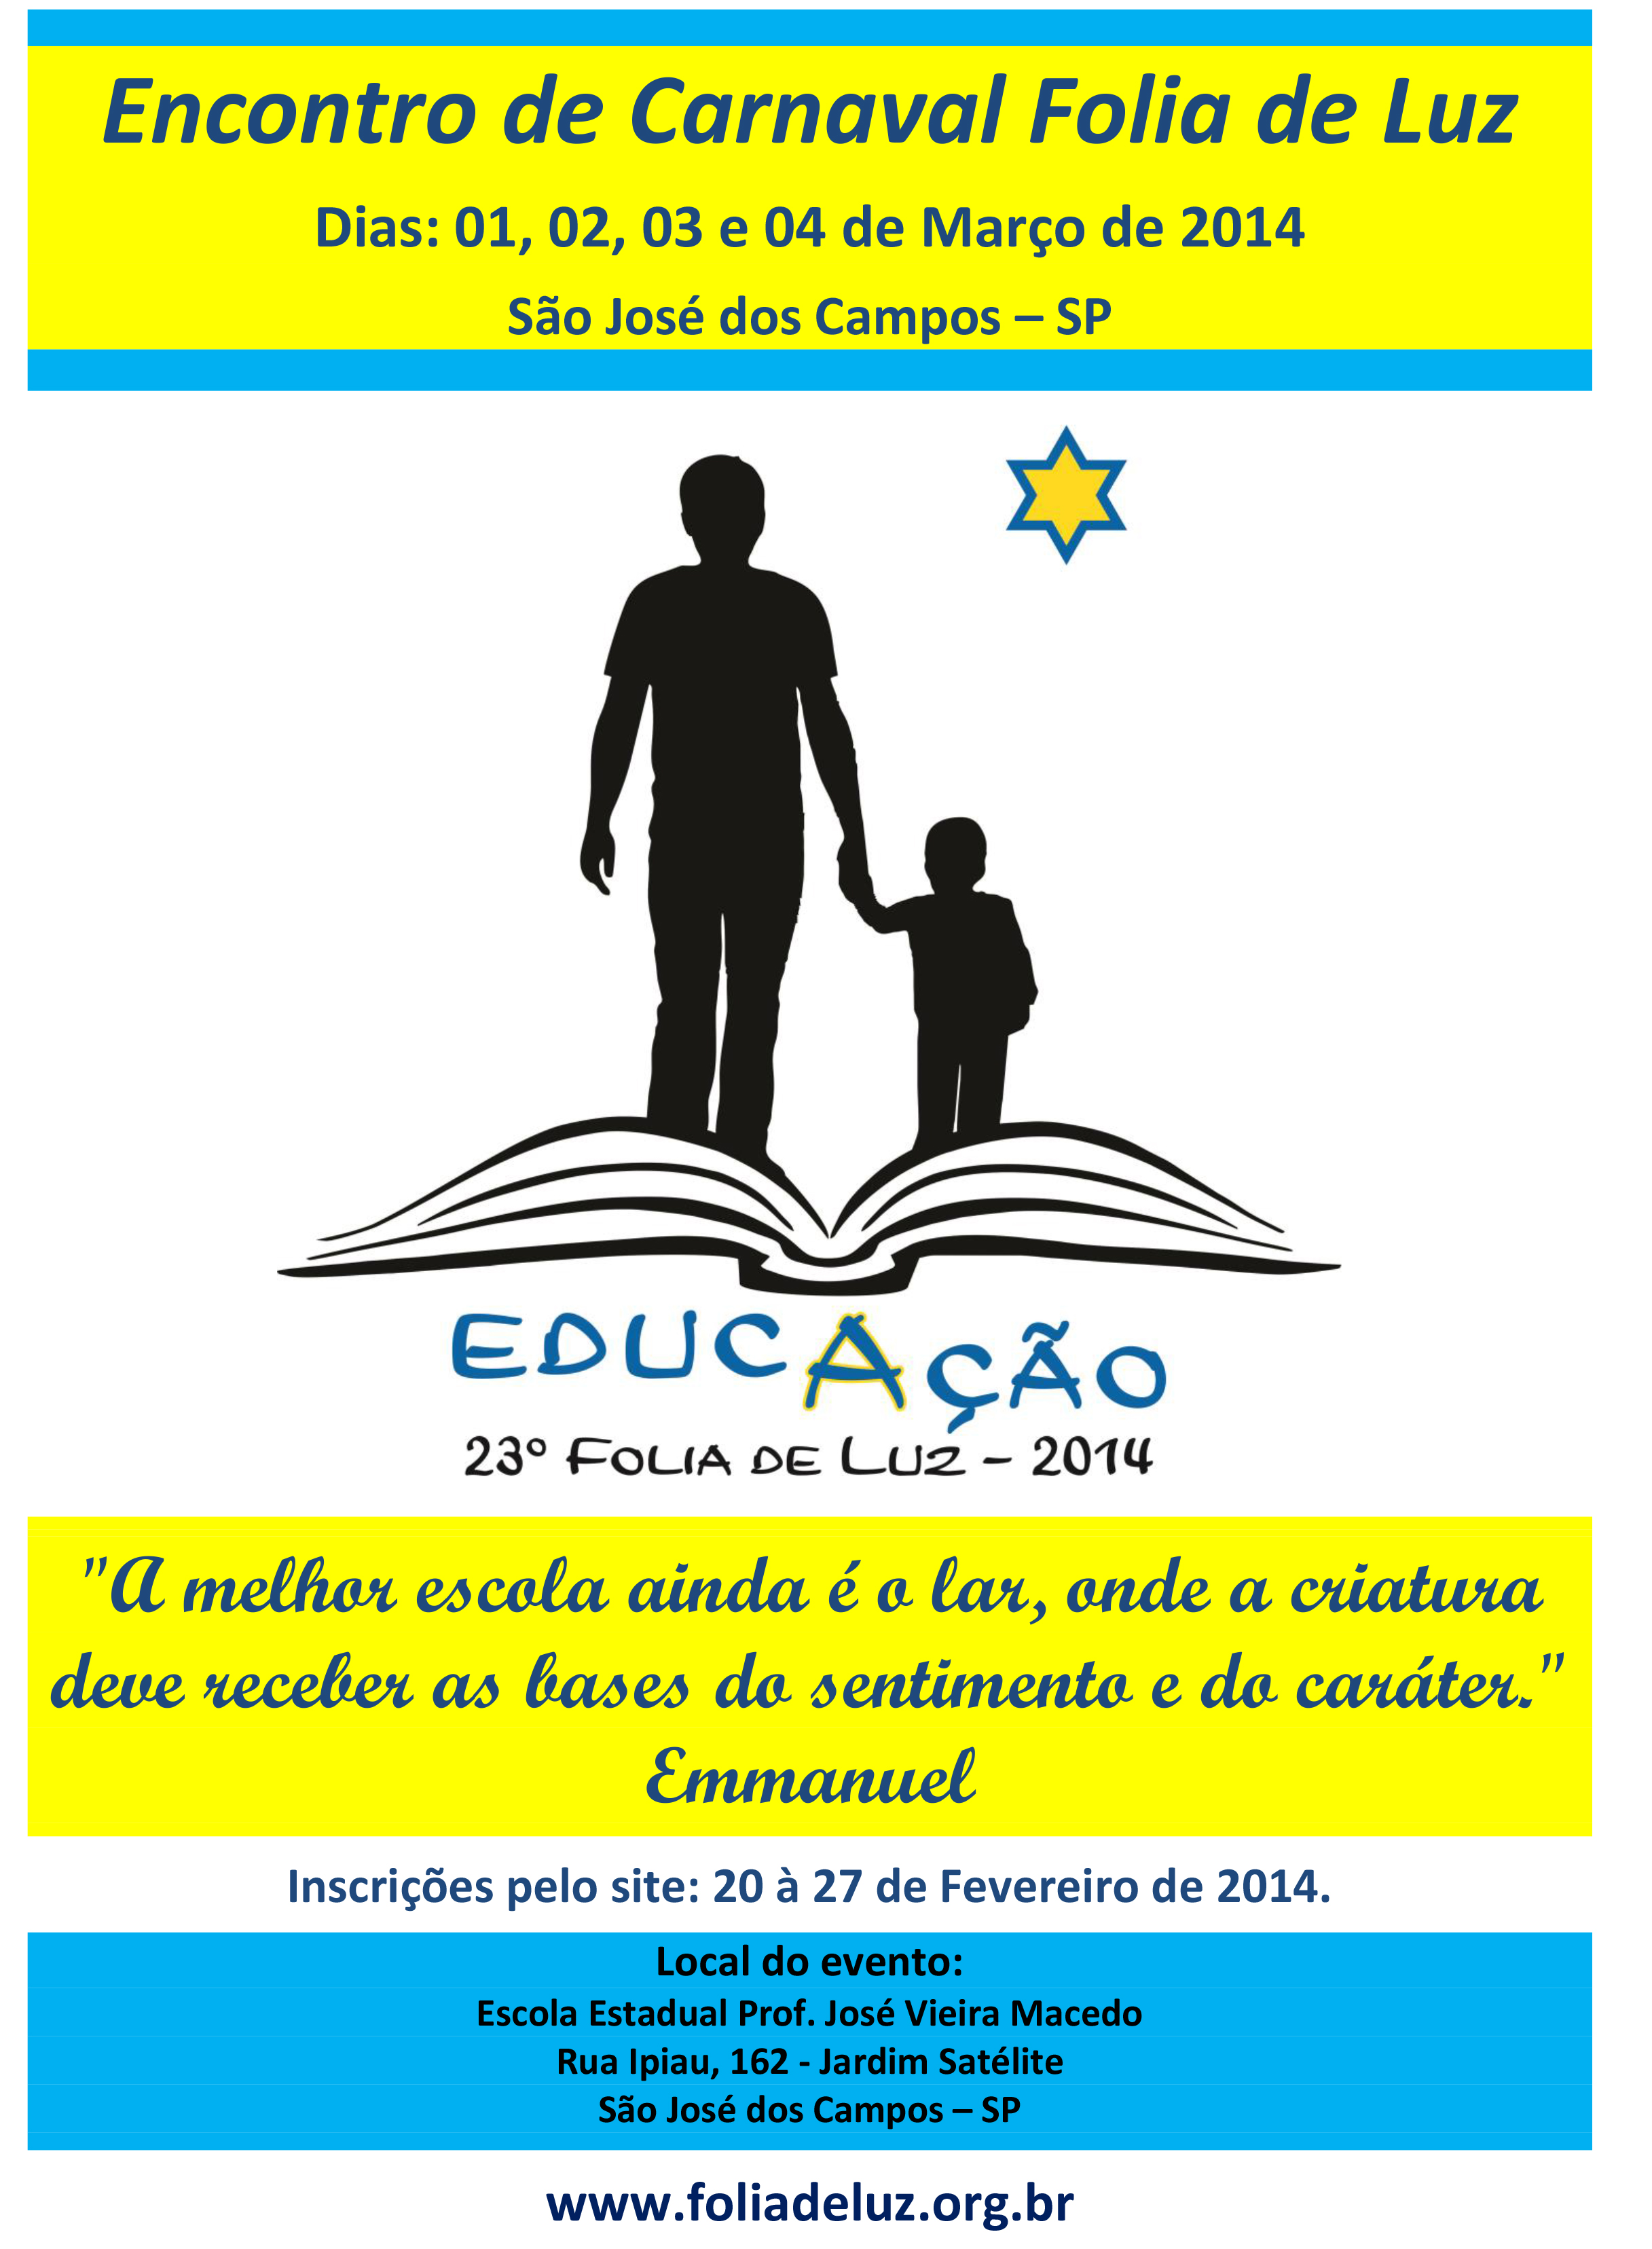 Encontro de Carnaval Folia de Luz
Dias: 01, 02, 03 e 04 de Março de 2014
São José dos Campos – SP
EDUCAÇÃO
23º FOLIA DE LUZ - 2014
"A melhor escola ainda é o lar, onde a criatura
deve receber as bases do sentimento e do caráter."
Emmanuel
Inscrições pelo site: 20 à 27 de Fevereiro de 2014.
Local do evento:
Escola Estadual Prof. José Vieira Macedo
Rua Ipiau, 162 - Jardim Satélite
São José dos Campos – SP
www.foliadeluz.org.br